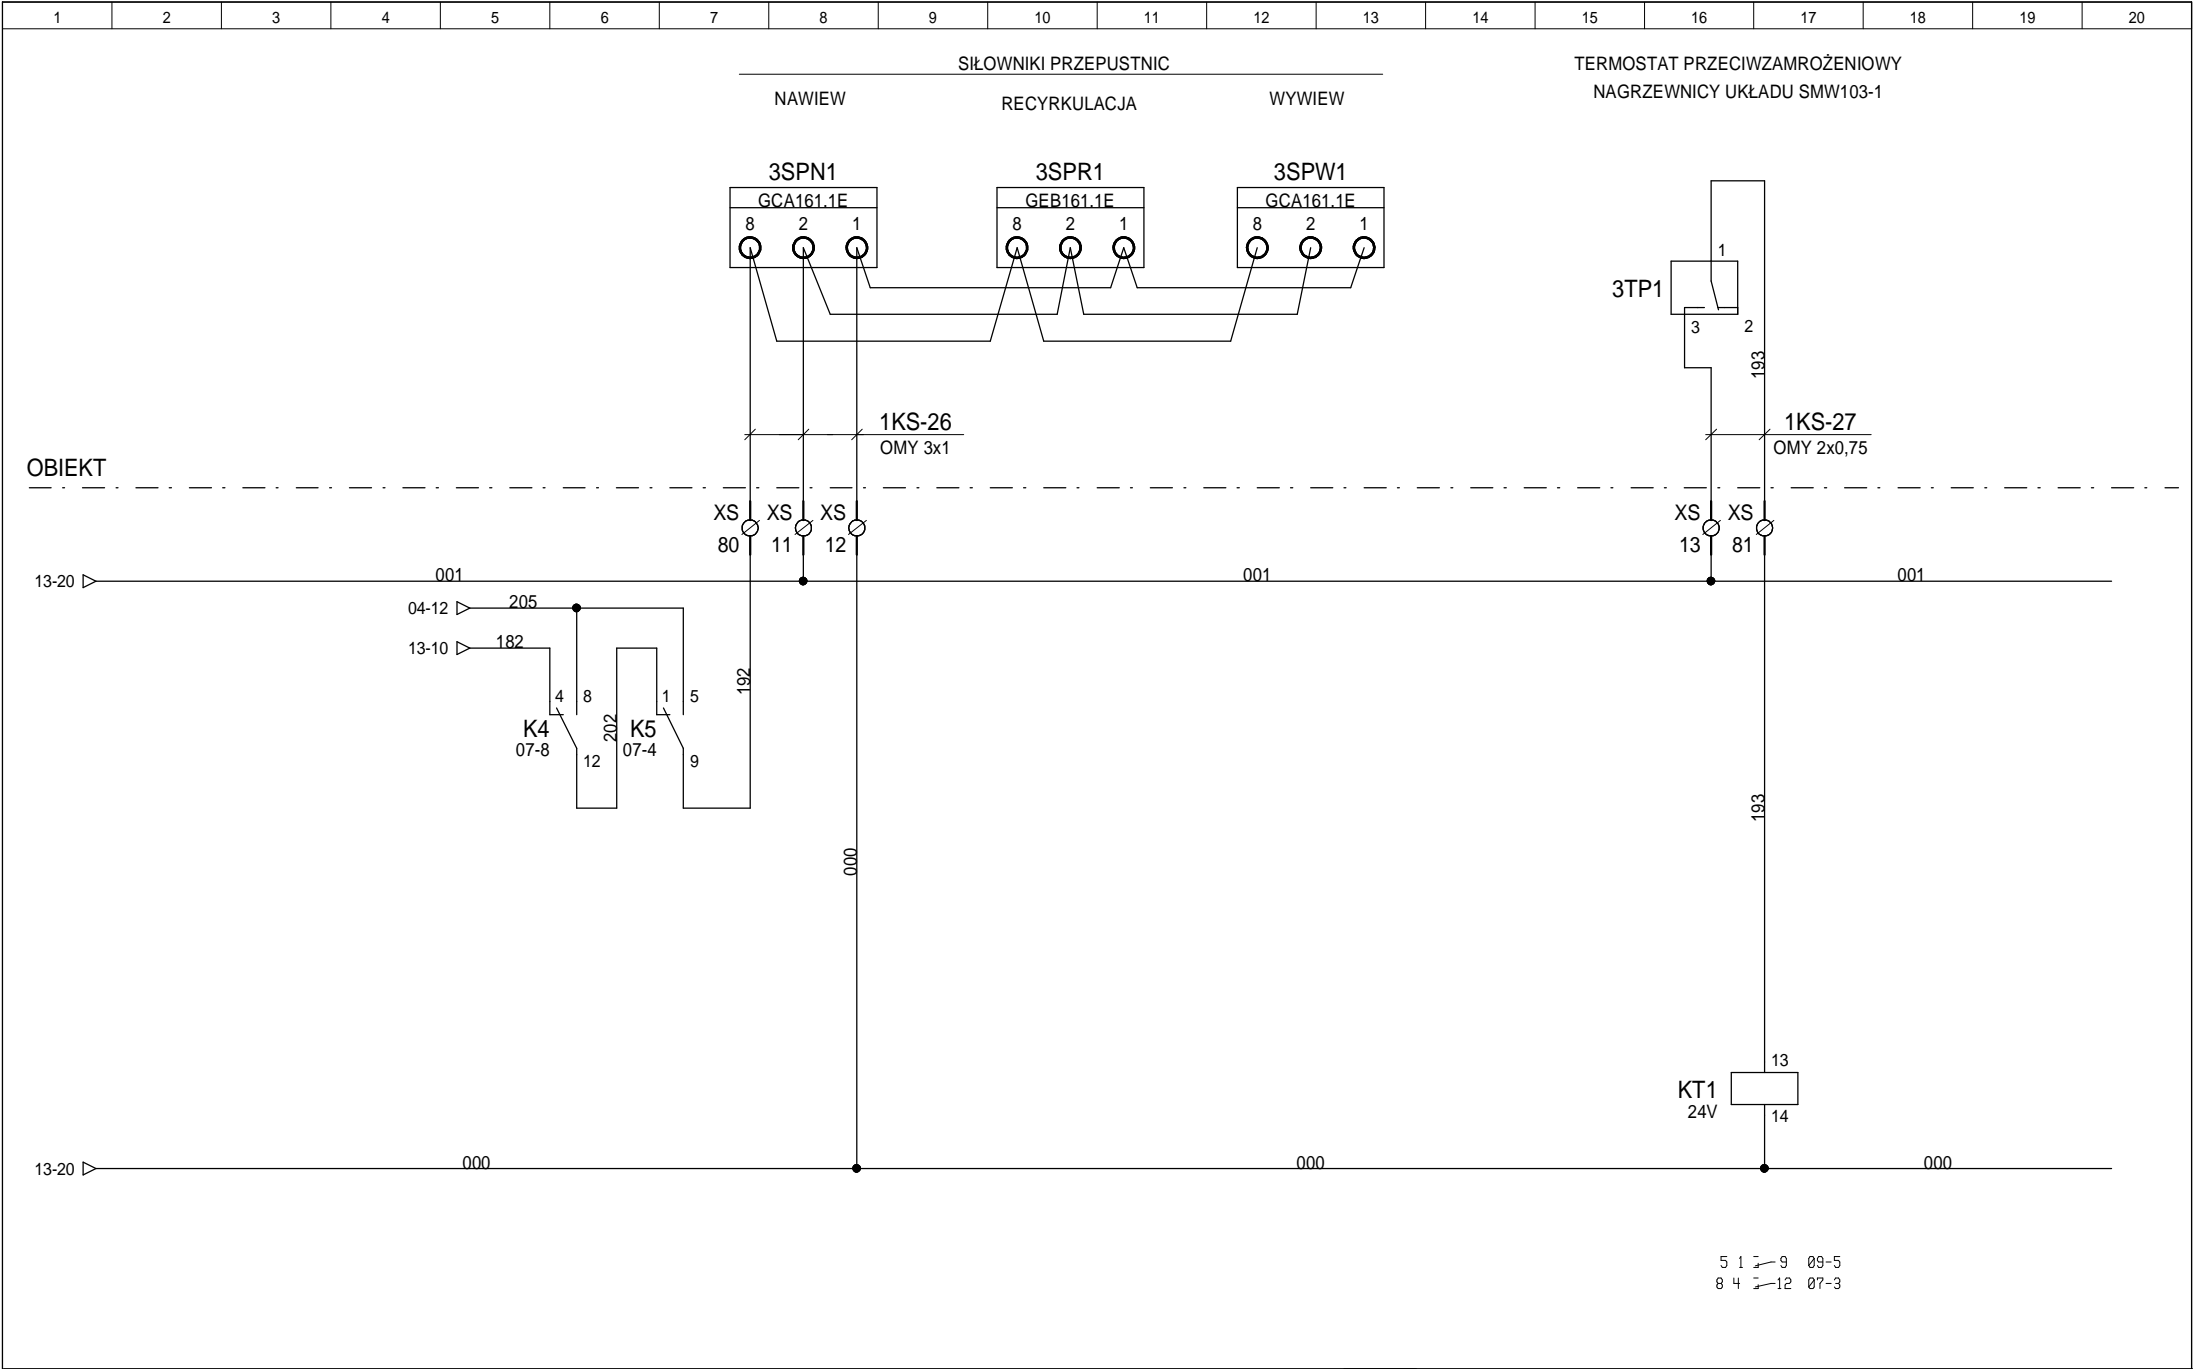 1 2 3 4 5 6 7 8 9 10 11 12 13 14 15 16 17 18 19 20
SIŁOWNIKI PRZEPUSTNIC
TERMOSTAT PRZECIWZAMROŻENIOWY
NAWIEW RECYRKULACJA WYWIEW
NAGRZEWNICY UKŁADU SMW103-1
3SPN1 3SPR1 3SPW1
GCA161.1E GEB161.1E GCA161.1E
8 2 1 8 2 1 8 2 1
1
3TP1
3 2
193
1KS-26 1KS-27
OMY 3x1 OMY 2x0,75
OBIEKT
XS XS XS XS XS
80 11 12 13 81
13-20 001 001 001
04-12 205
13-10 182
192
4 8 1 5
K4 202 K5
07-8 07-4
12 9
193
000
13
KT1
24V
14
13-20 000 000 000
5 1 9 09-5
8 4 12 07-3